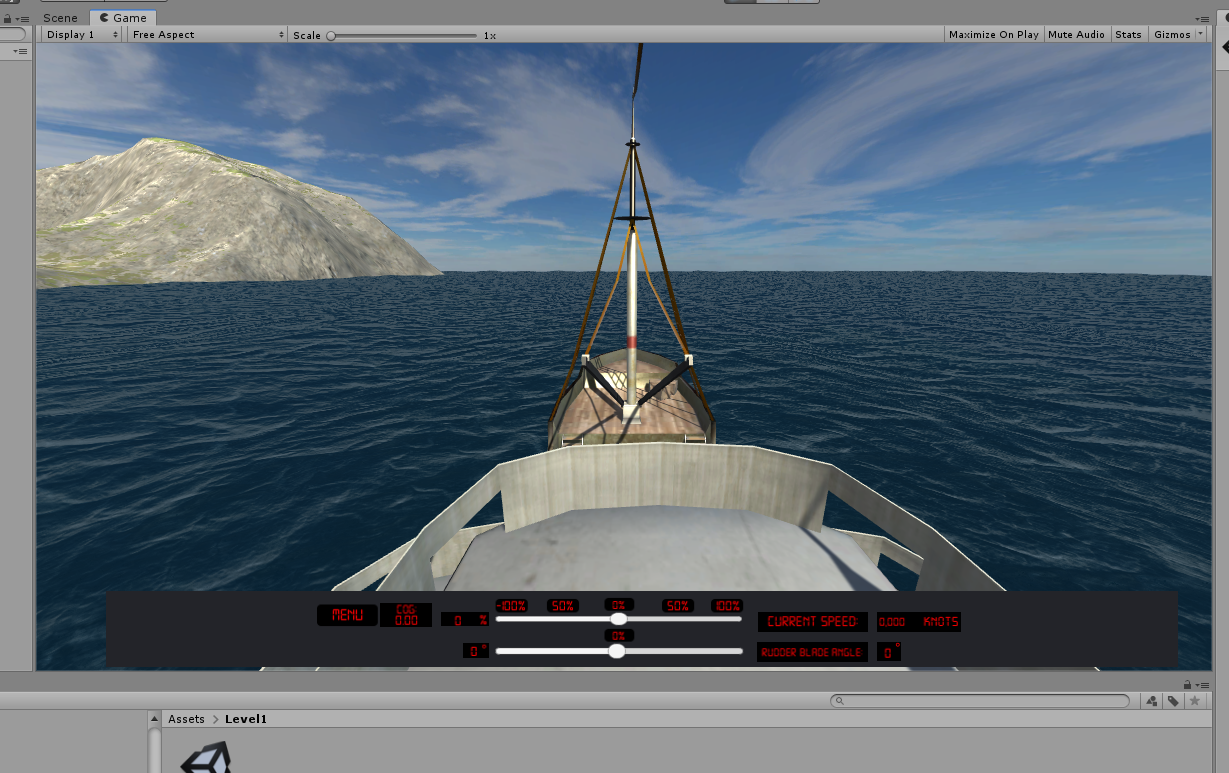 Scene Game
Display 1 Free Aspect Scale 1x Maximize On Play Mute Audio Stats Gizmos
-100% 50% 0% 50% 100%
MENU COG: 0.00 0 % CURRENT SPEED: 0,000 KNOTS
0%
0 ° RUDDER BLADE ANGLE: 0 °
Assets > Level1